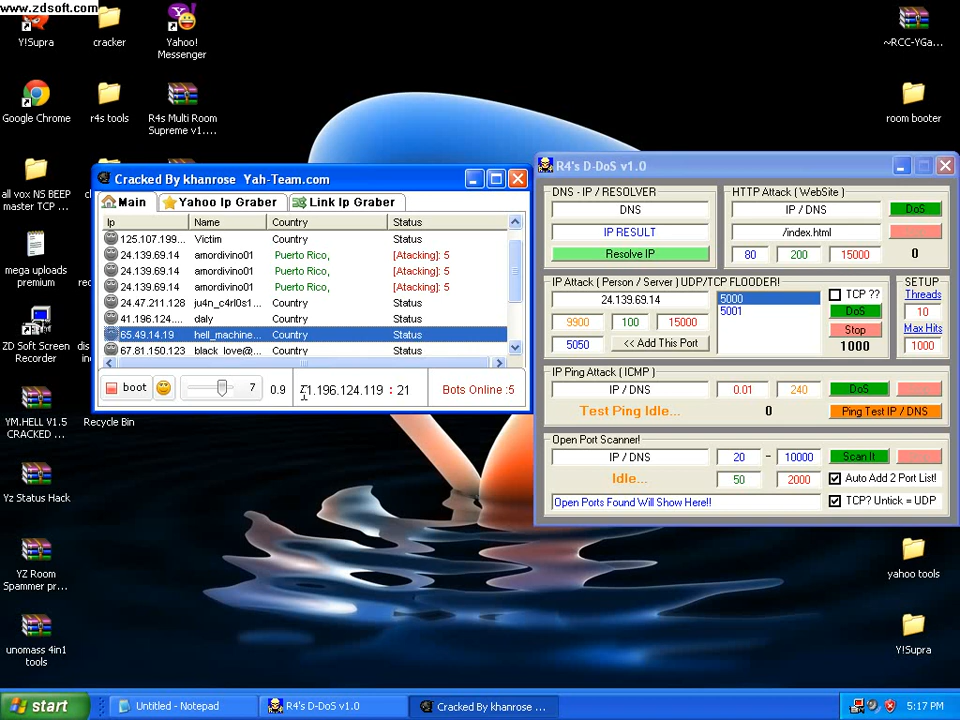 www.zdsoft.com
Y!Supra
cracker
Yahoo!
Messenger
~RCC-YGa...
Google Chrome
r4s tools
R4s Multi Room
Supreme v1....
room booter
all vox NS BEEP
master TCP ...
mega uploads
premium
ZD Soft Screen
Recorder
YM.HELL V1.5
CRACKED ...
Recycle Bin
Yz Status Hack
YZ Room
Spammer pr...
unomass 4in1
tools
yahoo tools
Y!Supra
Cracked By khanrose Yah-Team.com
Main
Yahoo Ip Graber
Link Ip Graber
Ip Name Country Status
125.107.199... Victim Country Status
24.139.69.14 amordivino01 Puerto Rico, [Atacking]: 5
24.139.69.14 amordivino01 Puerto Rico, [Atacking]: 5
24.139.69.14 amordivino01 Puerto Rico, [Atacking]: 5
24.47.211.128 ju4n_c4rl0s1... Country Status
41.196.124.... daly Country Status
65.49.14.19 hell_machine... Country Status
67.81.150.123 black_love@... Country Status
boot
7
0.9
1.196.124.119 : 21
Bots Online :5
R4's D-DoS v1.0
DNS - IP / RESOLVER
DNS
IP RESULT
Resolve IP
HTTP Attack ( WebSite )
IP / DNS
DoS
/index.html
80 200 15000 0
IP Attack ( Person / Server ) UDP/TCP FLOODER!
24.139.69.14
9900 100 15000
5050 << Add This Port
5000
5001
TCP ??
DoS
Stop
1000
SETUP
Threads
10
Max Hits
1000
IP Ping Attack ( ICMP )
IP / DNS 0.01 240 DoS
Test Ping Idle... 0 Ping Test IP / DNS
Open Port Scanner!
IP / DNS 20 - 10000 Scan It
Idle... 50 2000 Auto Add 2 Port List!
Open Ports Found Will Show Here!! TCP? Untick = UDP
start
Untitled - Notepad
R4's D-DoS v1.0
Cracked By khanrose ...
5:17 PM